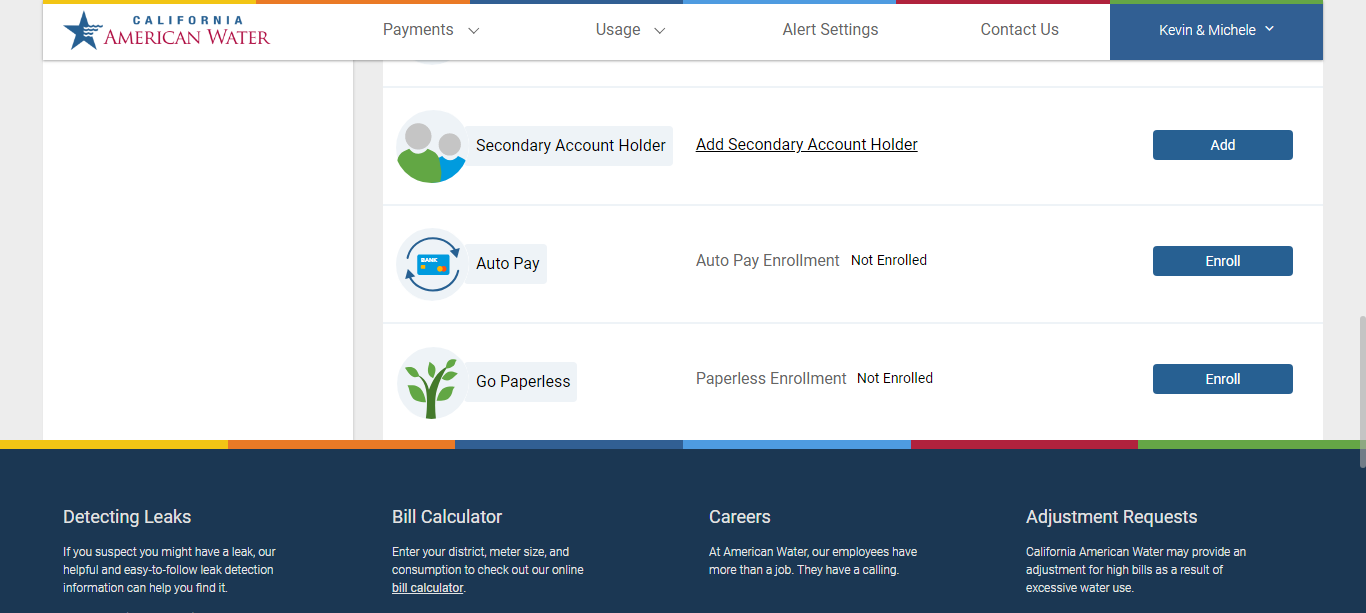 CALIFORNIA
AMERICAN WATER
Payments
Usage
Alert Settings
Contact Us
Kevin & Michele
Secondary Account Holder
Add Secondary Account Holder
Add
BANK
Auto Pay
Auto Pay Enrollment Not Enrolled
Enroll
Go Paperless
Paperless Enrollment Not Enrolled
Enroll
Detecting Leaks
If you suspect you might have a leak, our
helpful and easy-to-follow leak detection
information can help you find it.
Bill Calculator
Enter your district, meter size, and
consumption to check out our online
bill calculator.
Careers
At American Water, our employees have
more than a job. They have a calling.
Adjustment Requests
California American Water may provide an
adjustment for high bills as a result of
excessive water use.